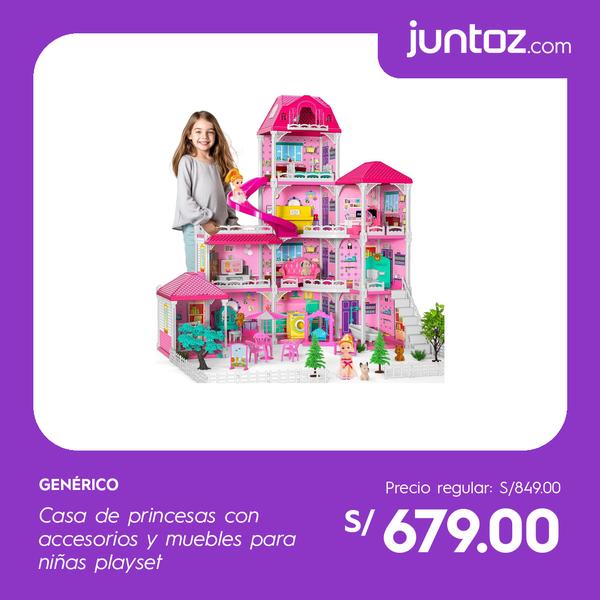 juntoz.com
GENÉRICO
Casa de princesas con
accesorios y muebles para
niñas playset
Precio regular: S/849.00
S/ 679.00